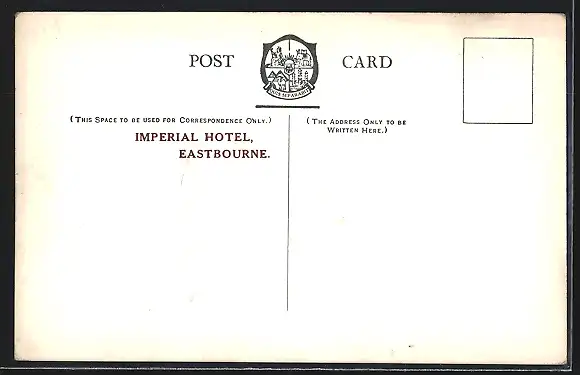 POST CARD
(THIS SPACE TO BE USED FOR CORRESPONDENCE ONLY.)
IMPERIAL HOTEL,
EASTBOURNE.
(THE ADDRESS ONLY TO BE
WRITTEN HERE.)